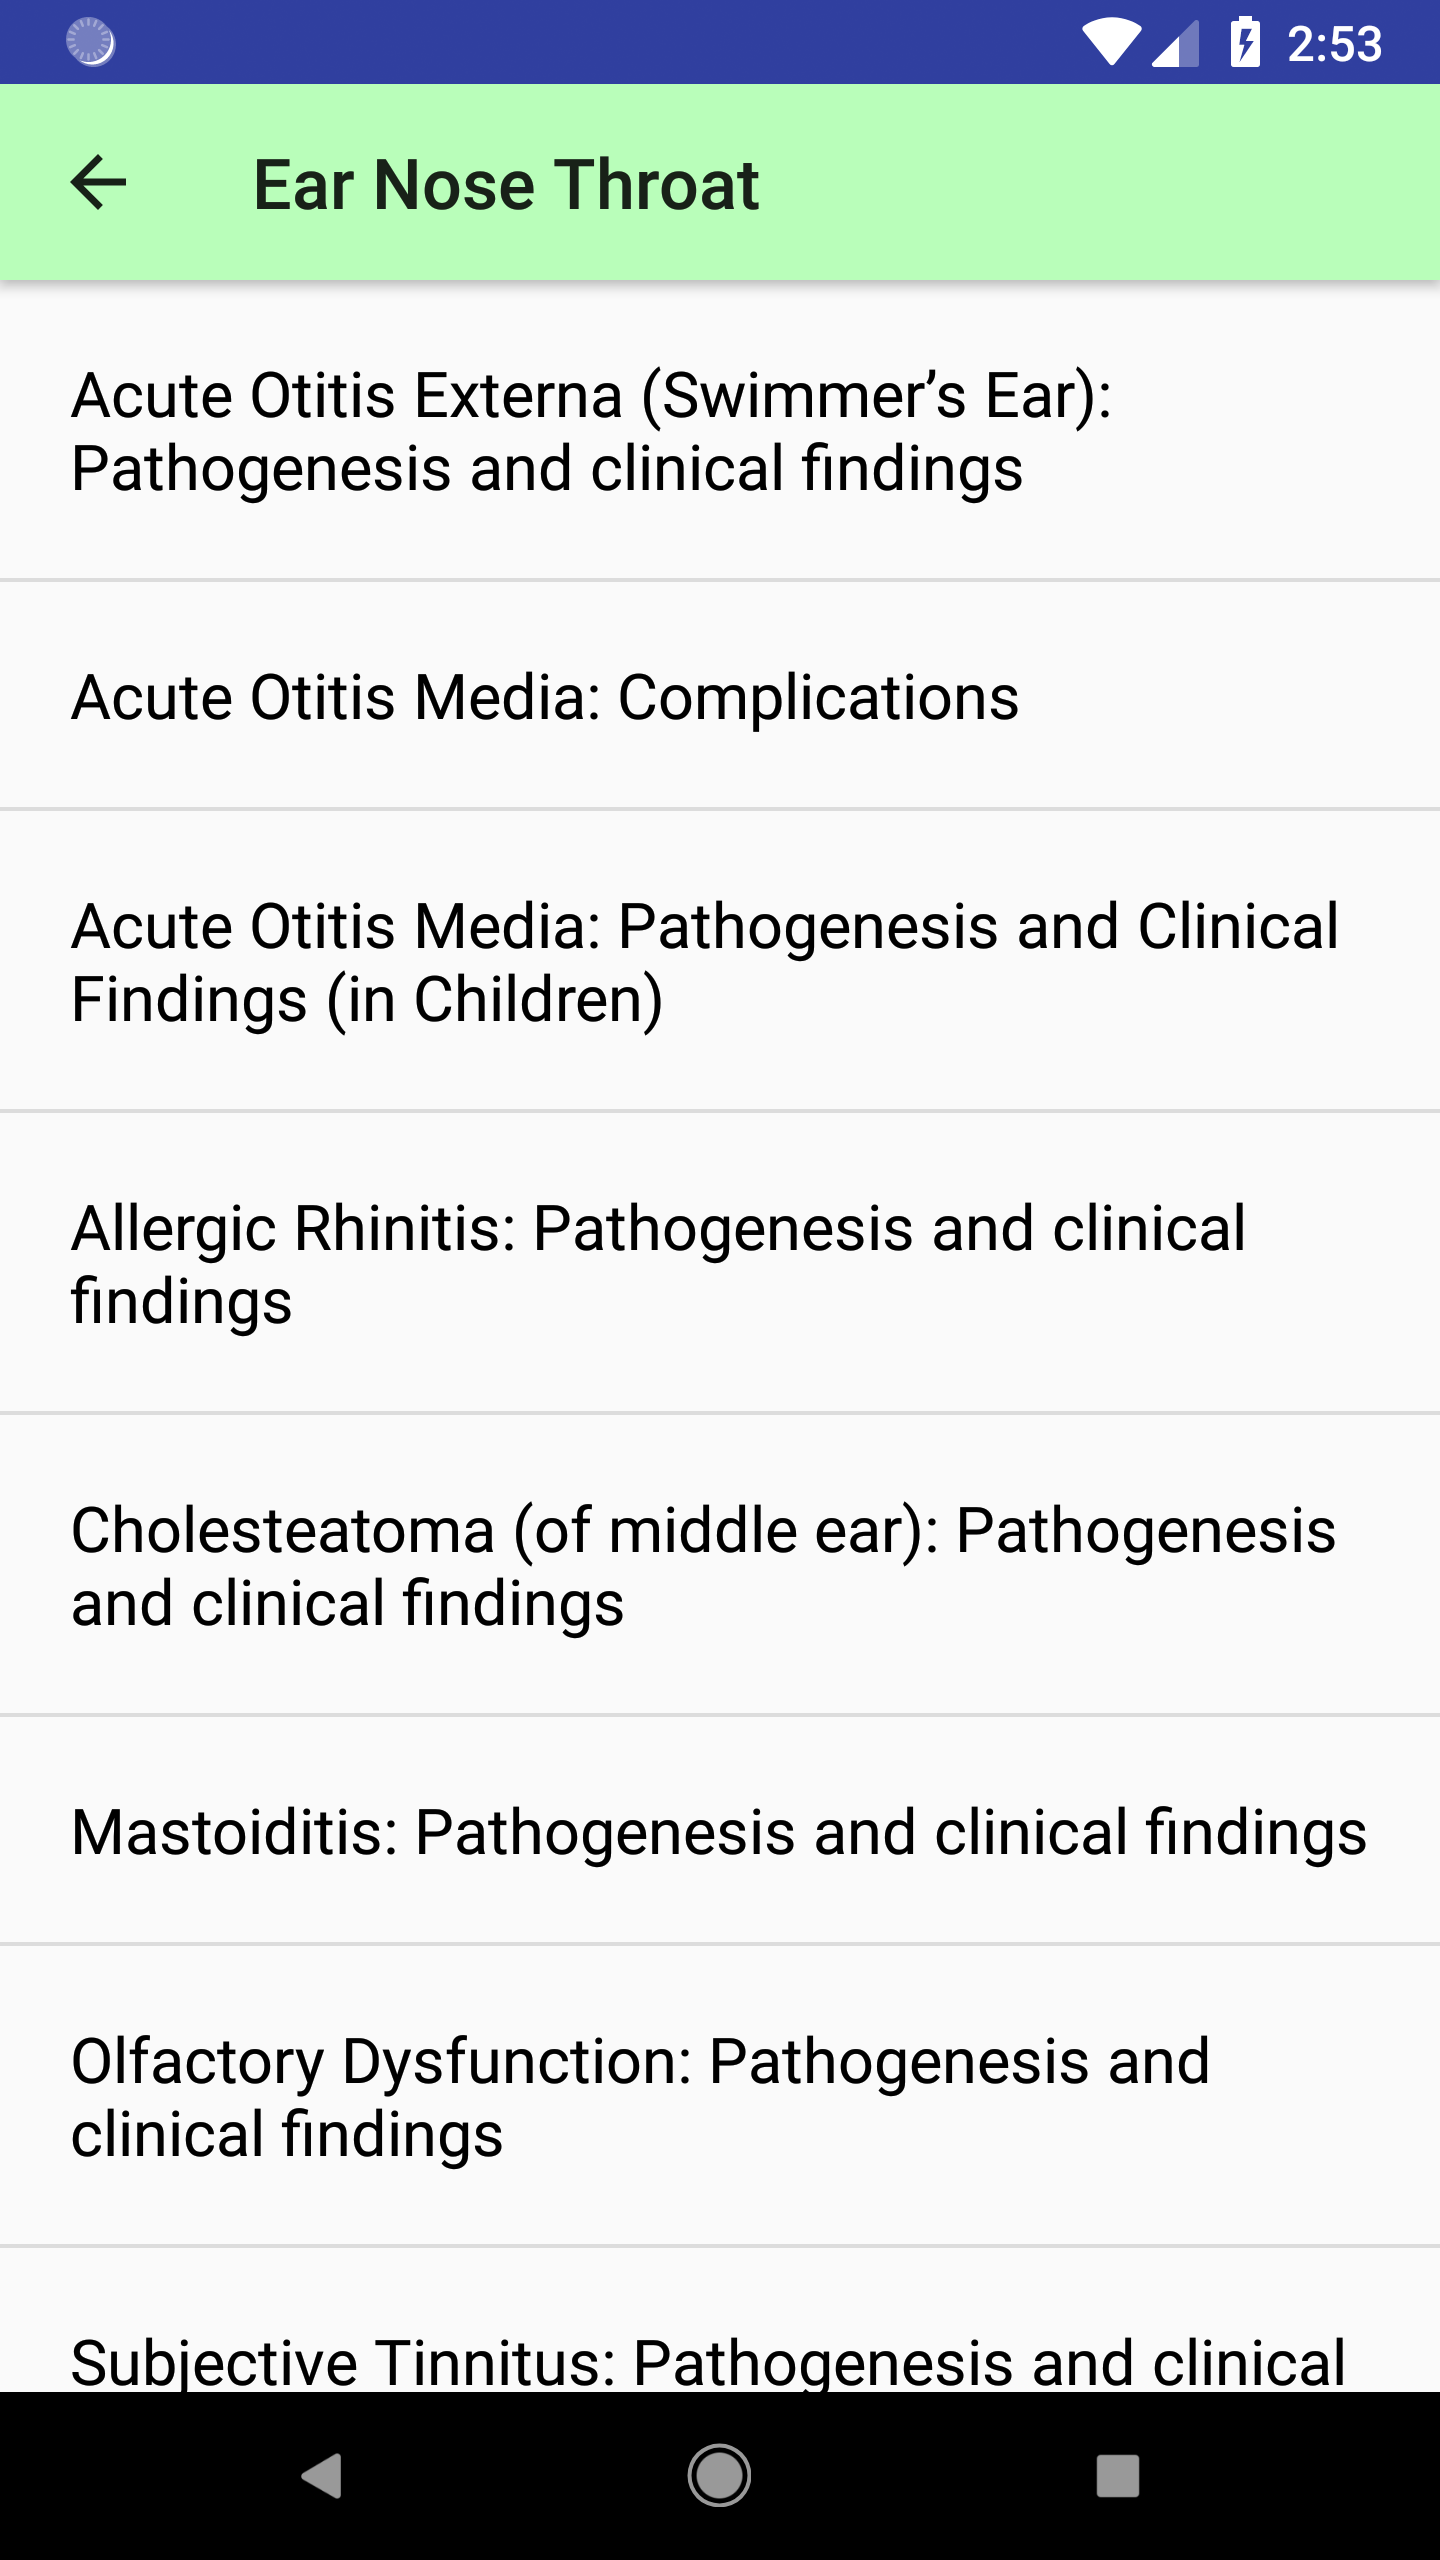 2:53
Ear Nose Throat
Acute Otitis Externa (Swimmer’s Ear):
Pathogenesis and clinical findings
Acute Otitis Media: Complications
Acute Otitis Media: Pathogenesis and Clinical
Findings (in Children)
Allergic Rhinitis: Pathogenesis and clinical
findings
Cholesteatoma (of middle ear): Pathogenesis
and clinical findings
Mastoiditis: Pathogenesis and clinical findings
Olfactory Dysfunction: Pathogenesis and
clinical findings
Subjective Tinnitus: Pathogenesis and clinical